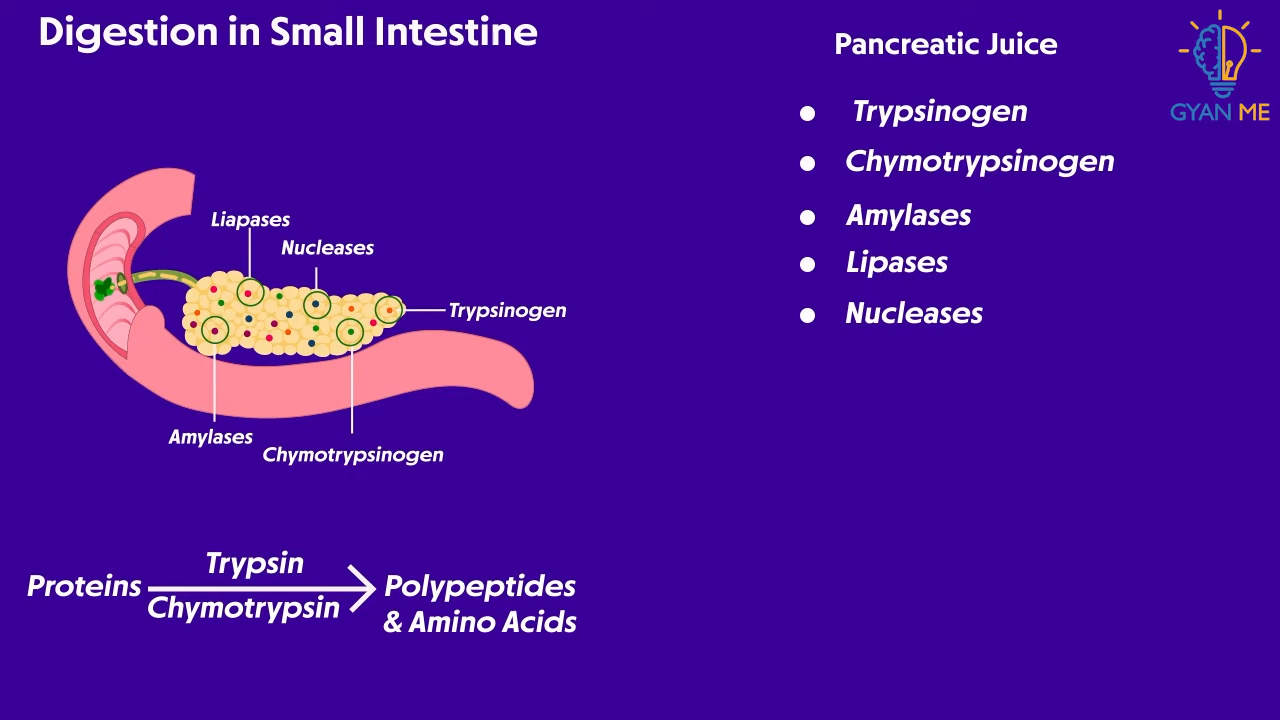 Digestion in Small Intestine
Pancreatic Juice
GYAN ME
Trypsinogen
Chymotrypsinogen
Amylases
Lipases
Nucleases
Liapases
Nucleases
Trypsinogen
Amylases
Chymotrypsinogen
Trypsin
Proteins
Chymotrypsin
Polypeptides
& Amino Acids